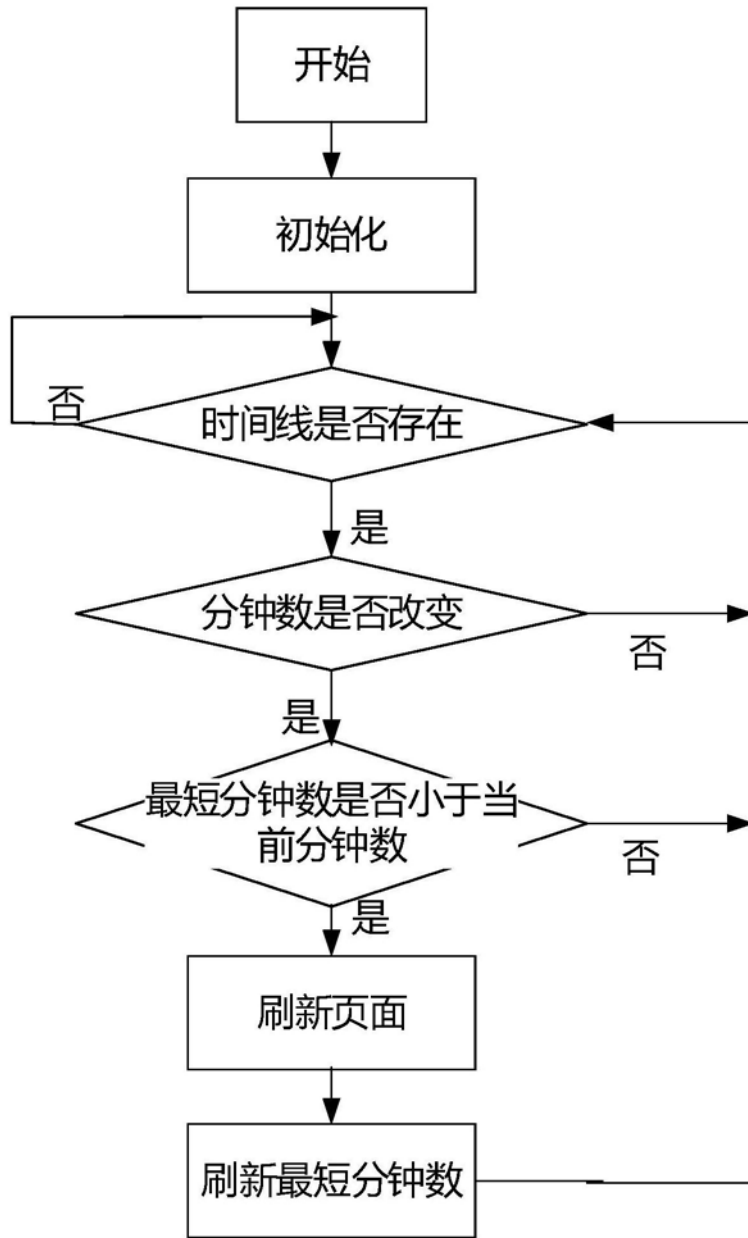 开始
初始化
否
时间线是否存在
是
分钟数是否改变
否
是
最短分钟数是否小于当
前分钟数
否
是
刷新页面
刷新最短分钟数